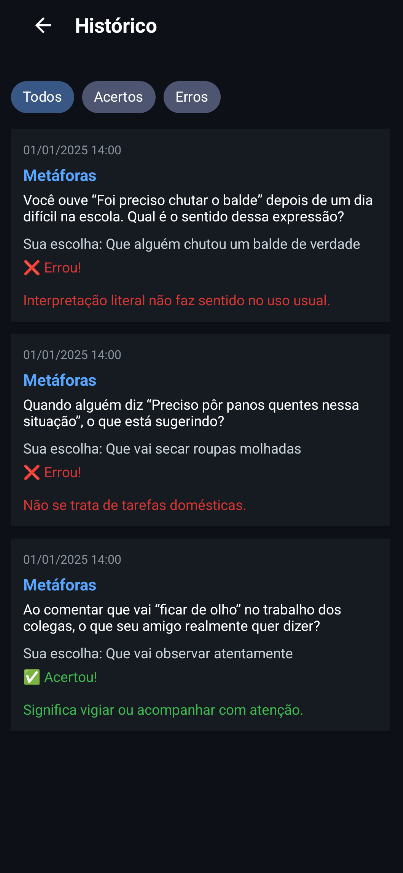 Histórico
Todos Acertos Erros
01/01/2025 14:00
Metáforas
Você ouve “Foi preciso chutar o balde” depois de um dia
difícil na escola. Qual é o sentido dessa expressão?
Sua escolha: Que alguém chutou um balde de verdade
❌ Errou!
Interpretação literal não faz sentido no uso usual.
01/01/2025 14:00
Metáforas
Quando alguém diz “Preciso pôr panos quentes nessa
situação”, o que está sugerindo?
Sua escolha: Que vai secar roupas molhadas
❌ Errou!
Não se trata de tarefas domésticas.
01/01/2025 14:00
Metáforas
Ao comentar que vai “ficar de olho” no trabalho dos
colegas, o que seu amigo realmente quer dizer?
Sua escolha: Que vai observar atentamente
✅ Acertou!
Significa vigiar ou acompanhar com atenção.